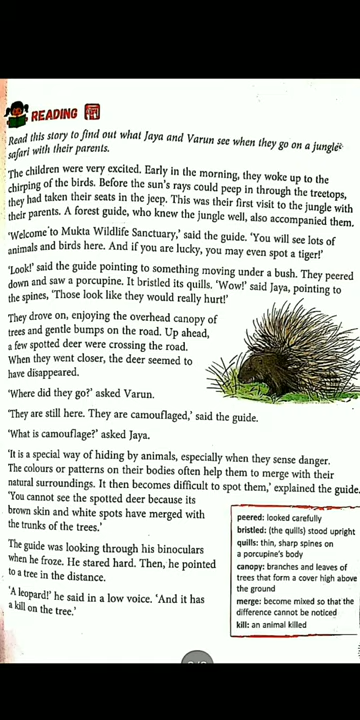 READING
Read this story to find out what Jaya and Varun see when they go on a jungle
safari with their parents.
The children were very excited. Early in the morning, they woke up to the
chirping of the birds. Before the sun's rays could peep in through the treetops,
they had taken their seats in the jeep. This was their first visit to the jungle with
their parents. A forest guide, who knew the jungle well, also accompanied them.
'Welcome to Mukta Wildlife Sanctuary,' said the guide. 'You will see lots of
animals and birds here. And if you are lucky, you may even spot a tiger!'
'Look!' said the guide pointing to something moving under a bush. They peered
down and saw a porcupine. It bristled its quills. 'Wow!' said Jaya, pointing to
the spines, 'Those look like they would really hurt!'
They drove on, enjoying the overhead canopy of
trees and gentle bumps on the road. Up ahead,
a few spotted deer were crossing the road.
When they went closer, the deer seemed to
have disappeared.
'Where did they go?' asked Varun.
'They are still here. They are camouflaged,' said the guide.
'What is camouflage?' asked Jaya.
'It is a special way of hiding by animals, especially when they sense danger.
The colours or patterns on their bodies often help them to merge with their
natural surroundings. It then becomes difficult to spot them,' explained the guide.
'You cannot see the spotted deer because its
brown skin and white spots have merged with
the trunks of the trees.'
The guide was looking through his binoculars
when he froze. He stared hard. Then, he pointed
to a tree in the distance.
'A leopard!' he said in a low voice. 'And it has
a kill on the tree.'
peered: looked carefully
bristled: (the quills) stood upright
quills: thin, sharp spines on
a porcupine's body
canopy: branches and leaves of
trees that form a cover high above
the ground
merge: become mixed so that the
difference cannot be noticed
kill: an animal killed